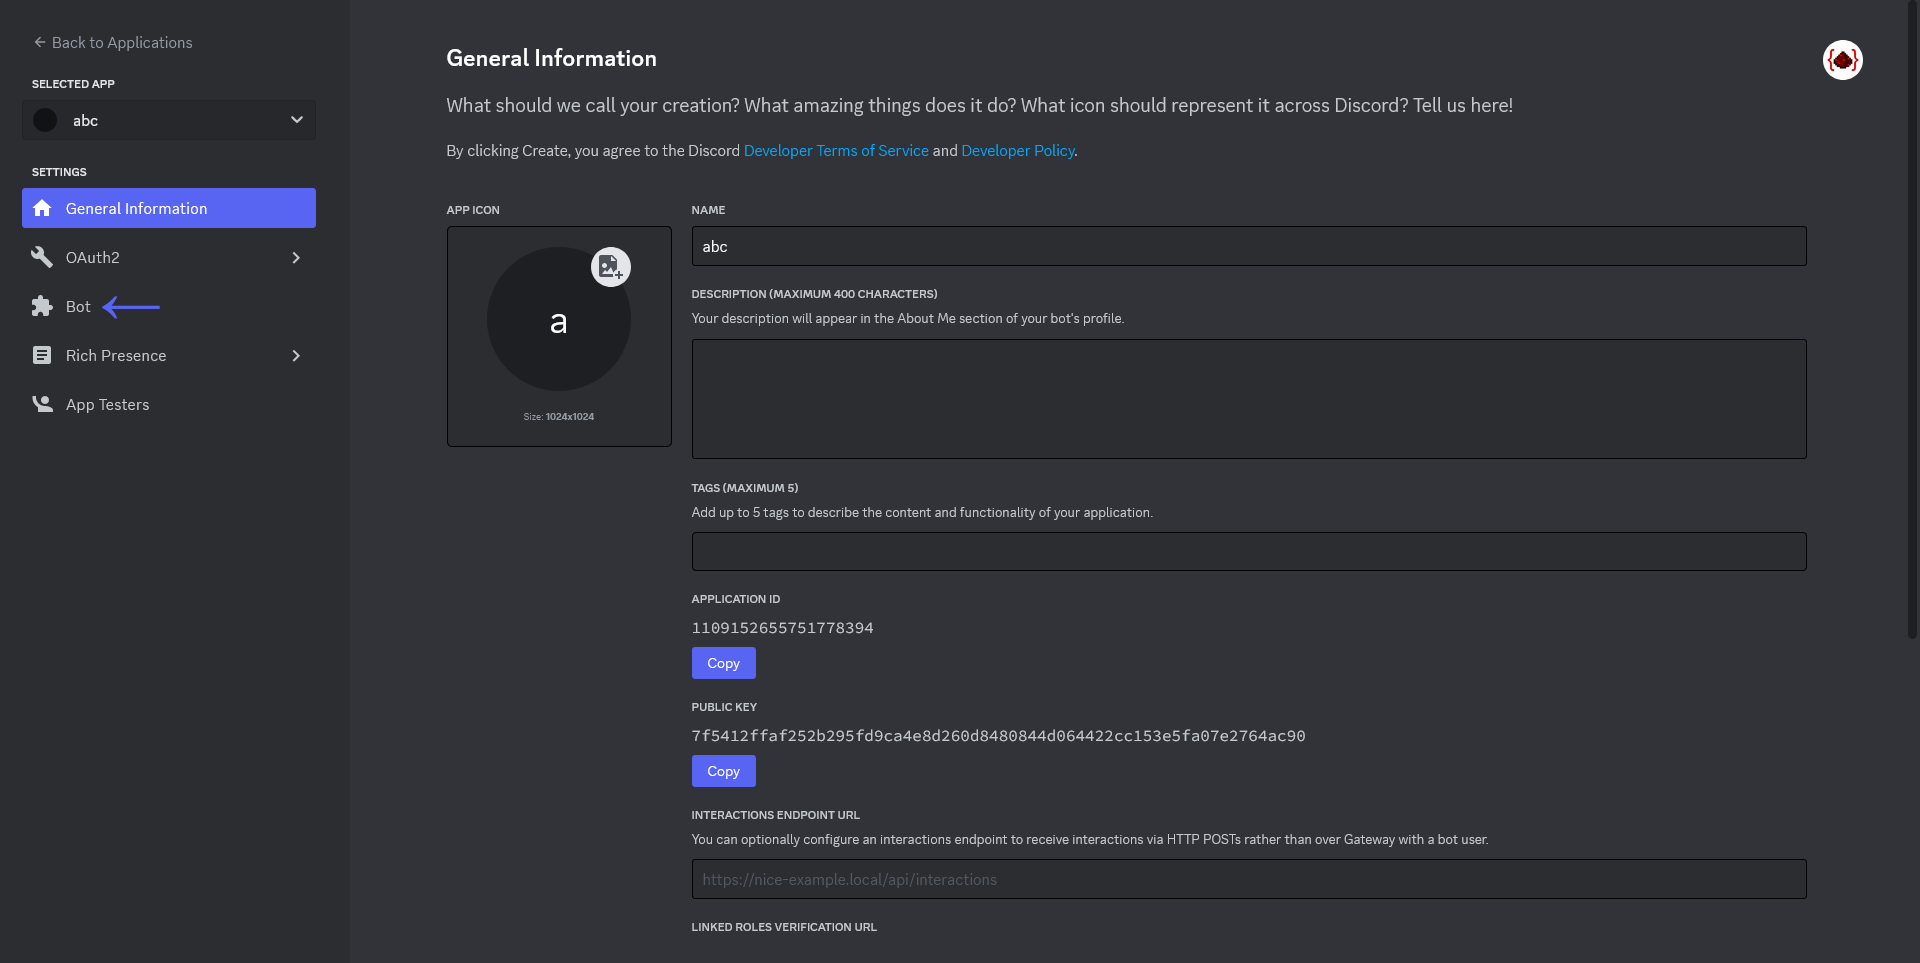 Back to Applications
SELECTED APP
abc
SETTINGS
General Information
OAuth2
Bot
Rich Presence
App Testers
General Information
What should we call your creation? What amazing things does it do? What icon should represent it across Discord? Tell us here!
By clicking Create, you agree to the Discord Developer Terms of Service and Developer Policy.
APP ICON
a
Size: 1024x1024
NAME
abc
DESCRIPTION (MAXIMUM 400 CHARACTERS)
Your description will appear in the About Me section of your bot's profile.
TAGS (MAXIMUM 5)
Add up to 5 tags to describe the content and functionality of your application.
APPLICATION ID
1109152655751778394
Copy
PUBLIC KEY
7f5412ffaf252b295fd9ca4e8d260d8480844d064422cc153e5fa07e2764ac90
Copy
INTERACTIONS ENDPOINT URL
You can optionally configure an interactions endpoint to receive interactions via HTTP POSTs rather than over Gateway with a bot user.
https://nice-example.local/api/interactions
LINKED ROLES VERIFICATION URL